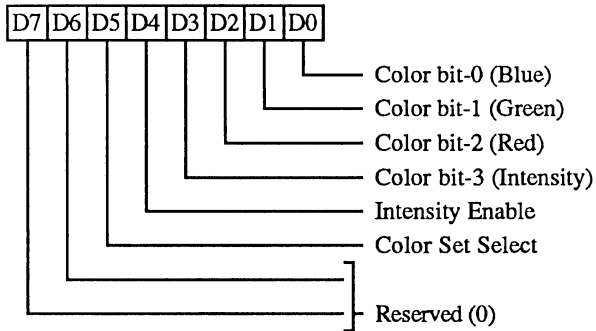 D7 D6 D5 D4 D3 D2 D1 D0
Color bit-0 (Blue)
Color bit-1 (Green)
Color bit-2 (Red)
Color bit-3 (Intensity)
Intensity Enable
Color Set Select
Reserved (0)